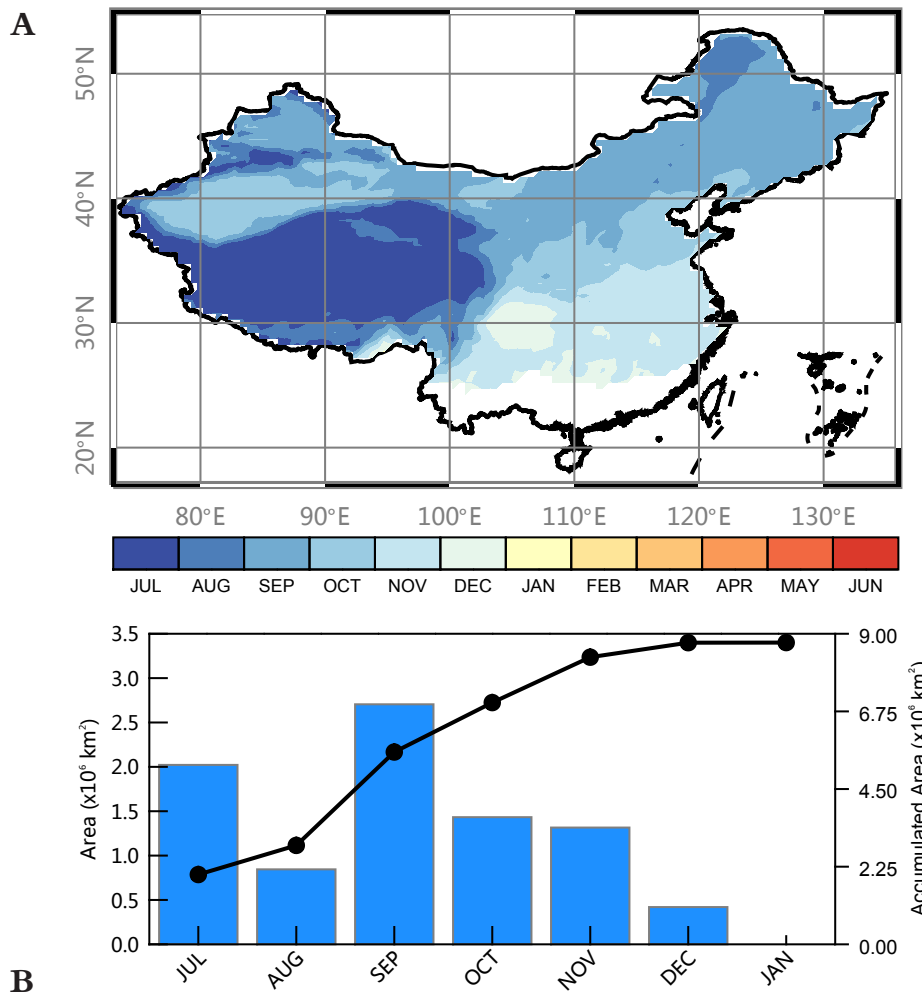 A
50°N
40°N
30°N
20°N
80°E 90°E 100°E 110°E 120°E 130°E
JUL AUG SEP OCT NOV DEC JAN FEB MAR APR MAY JUN
3.5 9.00
3.0
2.5 6.75
2.0
1.5 4.50
1.0 2.25
0.5
0.0 0.00
Area (x10⁶ km²)
Accumulated Area (x10⁶ km²)
JUL AUG SEP OCT NOV DEC JAN
B